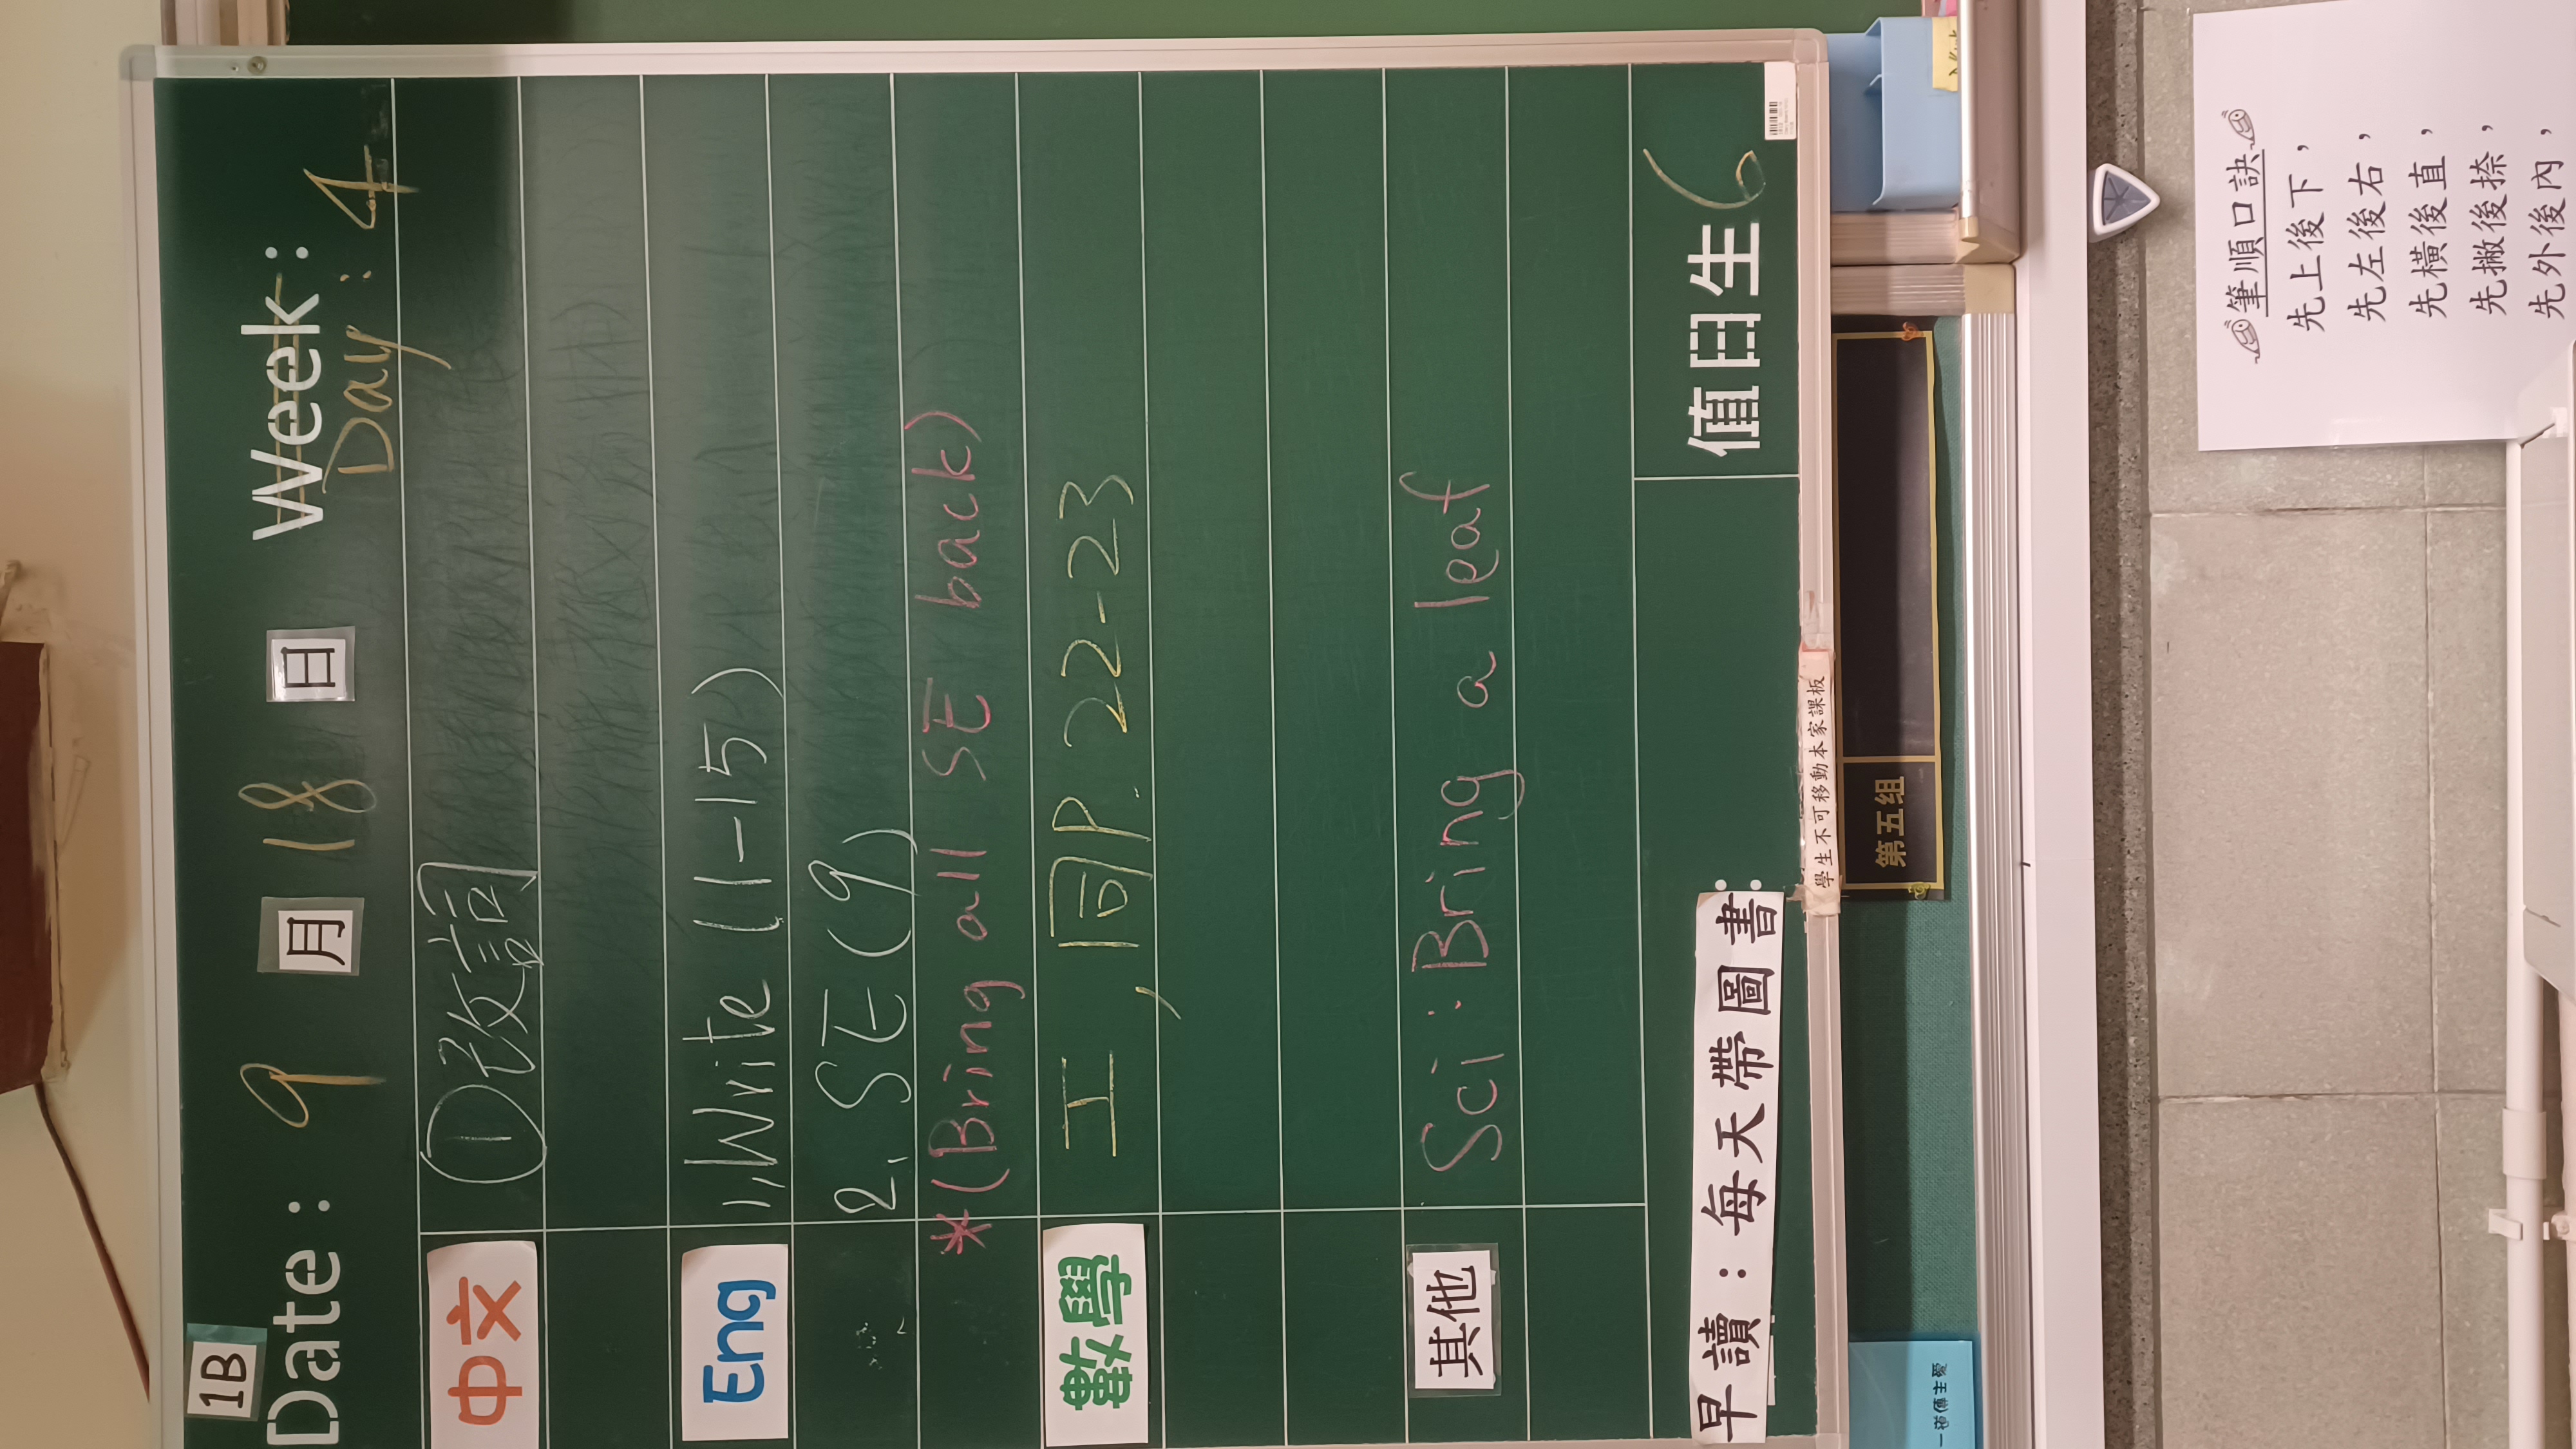 1B
Date: 9 月 18 日 Week:
Day: 4
中文 ①改詞
Eng 1, Write (1-15)
2. SE (9)
*(Bring all SE back)
工, 同P. 22-23
其他 Sci: Bring a leaf
早讀：每天帶圖書
值日生 6
學生不可移動本家課板
第五組
筆順口訣
先上後下，
先左後右，
先橫後直，
先撇後捺，
先外後內，